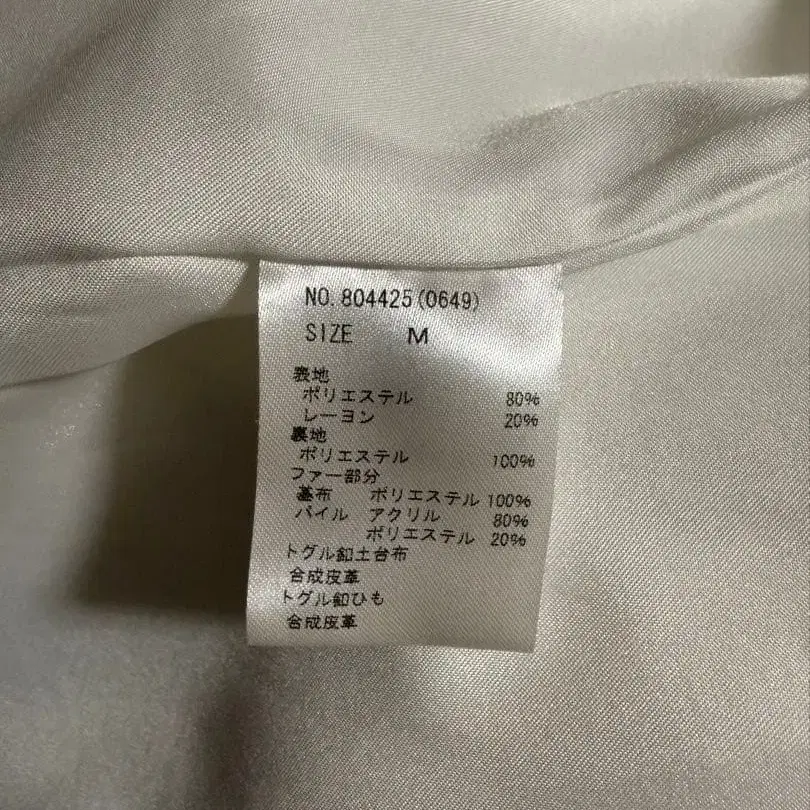 NO. 804425(0649)
SIZE M
表地
ポリエステル 80%
レーヨン 20%
裏地
ポリエステル 100%
ファー部分
基布 ポリエステル 100%
パイル アクリル 80%
ポリエステル 20%
トグル釦土台布
合成皮革
トグル釦ひも
合成皮革